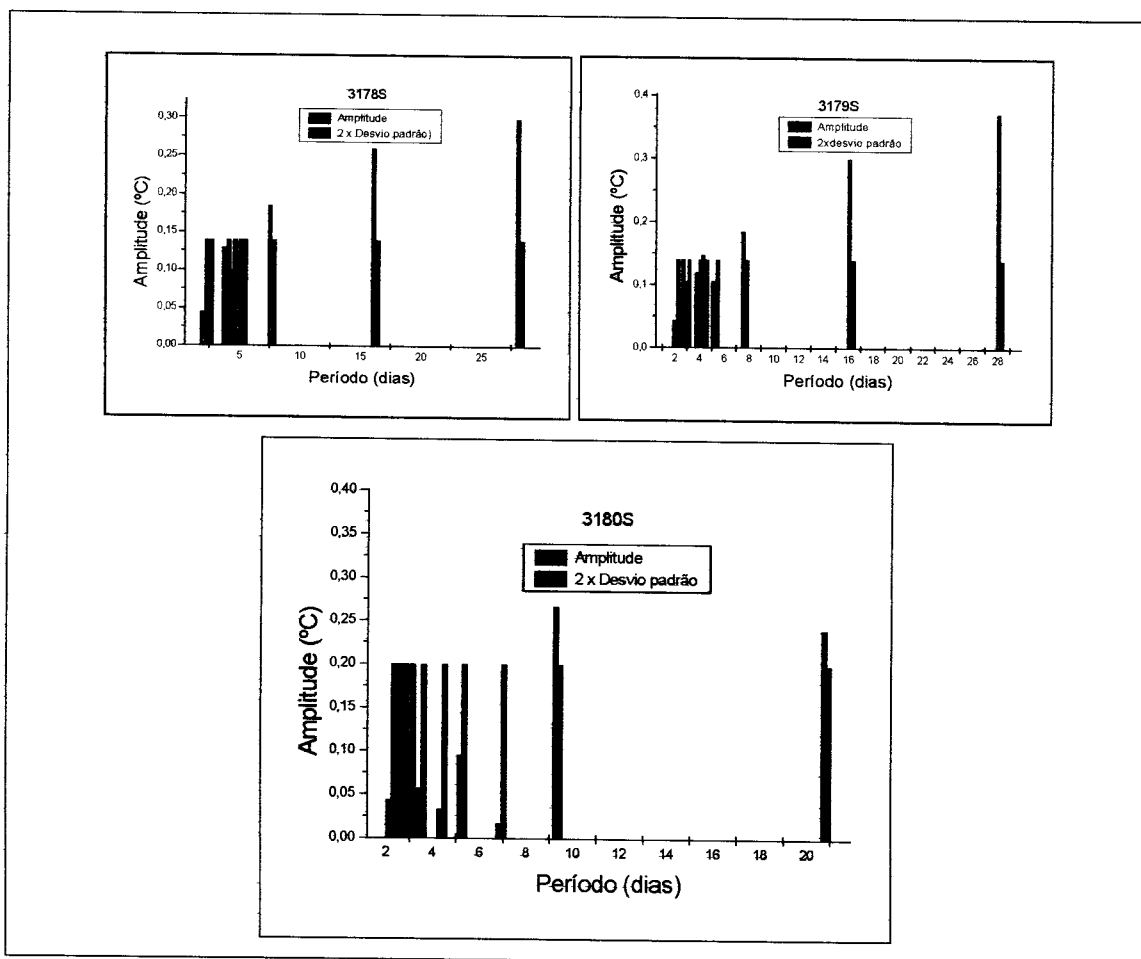 3178S
Amplitude
2 x Desvio padrão)
Amplitude (ºC)
0,30
0,25
0,20
0,15
0,10
0,05
0,00
5 10 15 20 25
Período (dias)
3179S
Amplitude
2xdesvio padrão
Amplitude (ºC)
0,4
0,3
0,2
0,1
0,0
2 4 6 8 10 12 14 16 18 20 22 24 26 28
Período (dias)
3180S
Amplitude
2 x Desvio padrão
Amplitude (ºC)
0,40
0,35
0,30
0,25
0,20
0,15
0,10
0,05
0,00
2 4 6 8 10 12 14 16 18 20
Período (dias)